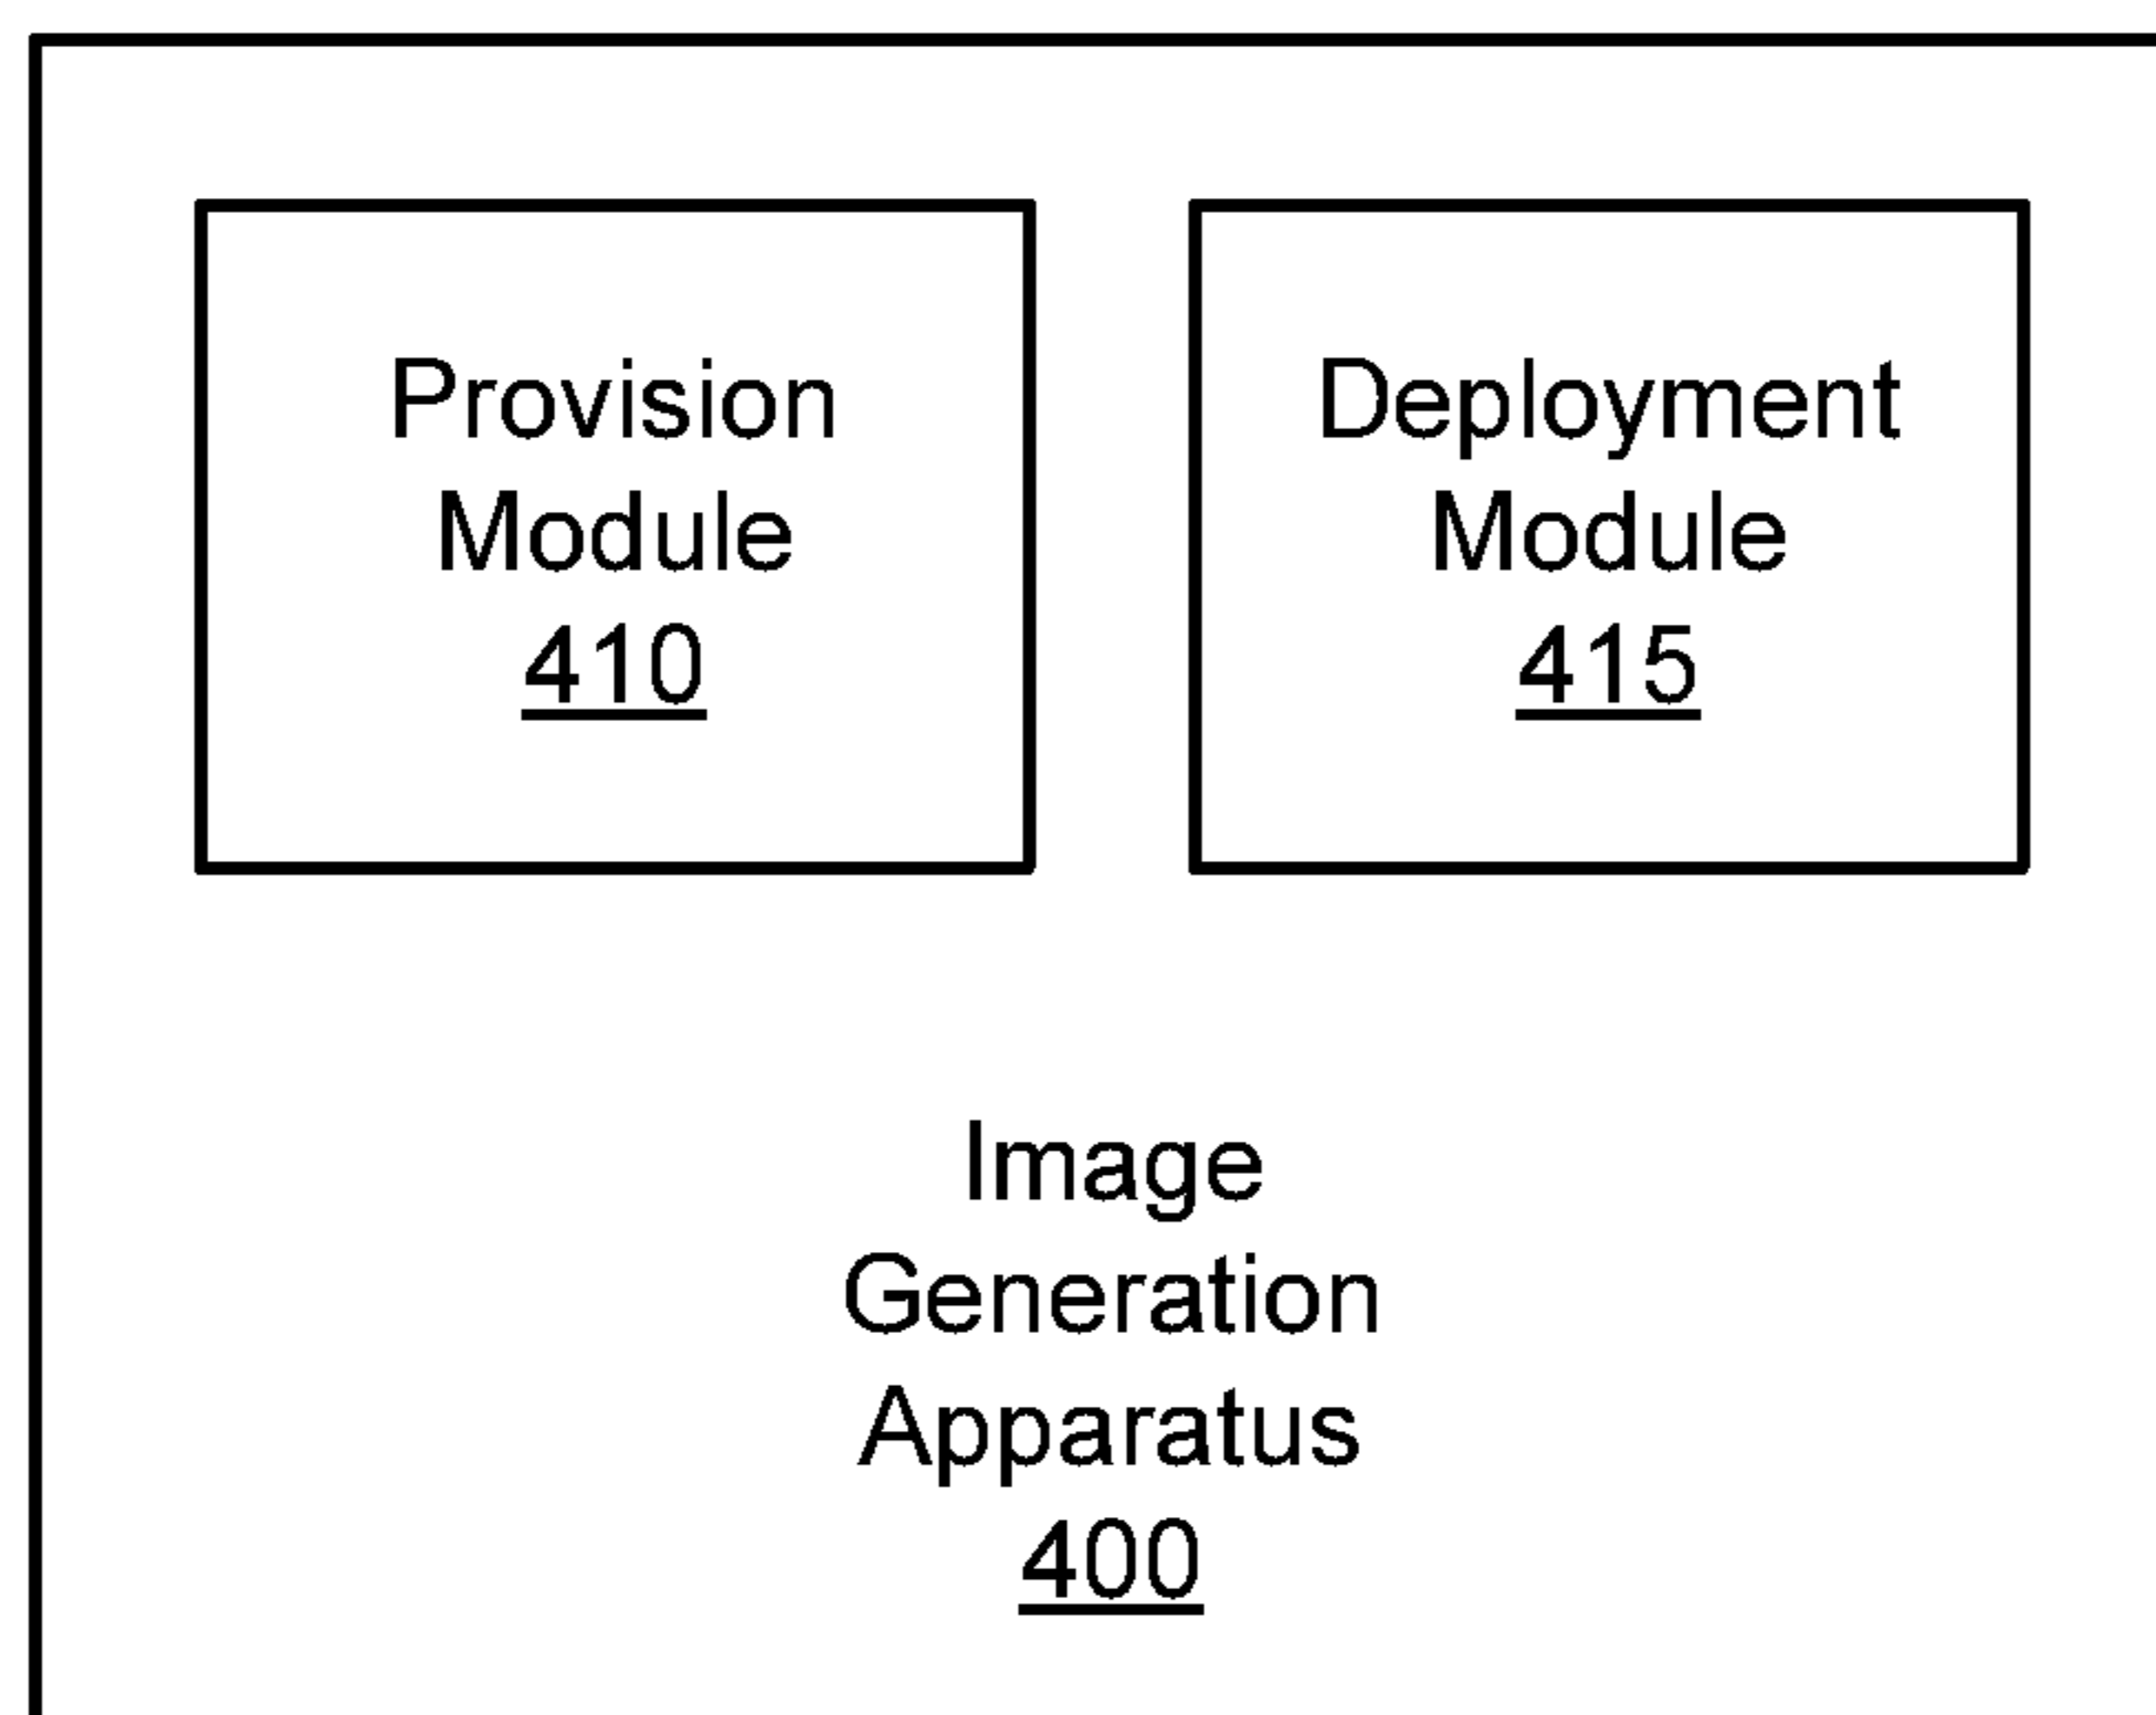 Provision
Module
410
Deployment
Module
415
Image
Generation
Apparatus
400